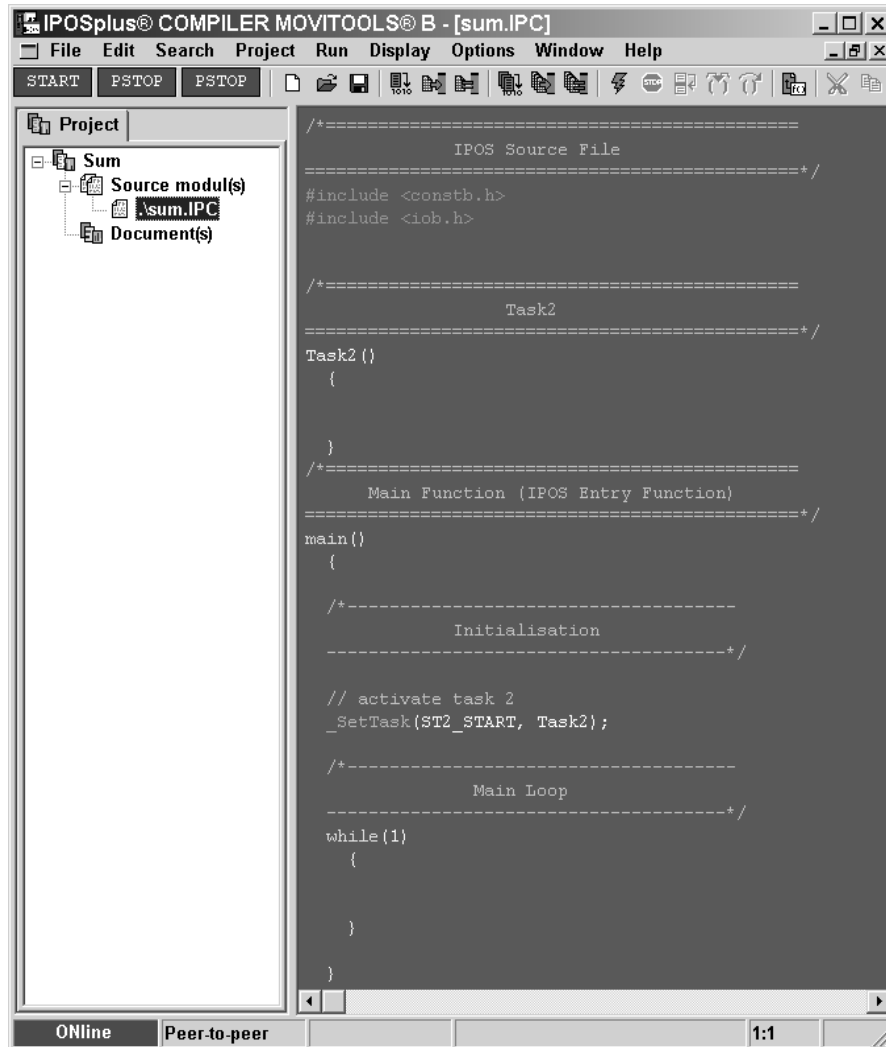 IPOSplus® COMPILER MOVITOOLS® B - [sum.IPC]
File Edit Search Project Run Display Options Window Help
START PSTOP PSTOP
Project
Sum
Source modul(s)
.\sum.IPC
Document(s)
/*=============================================
IPOS Source File
===============================================*/
#include <constb.h>
#include <iob.h>
/*=============================================
Task2
===============================================*/
Task2()
{
}
/*=============================================
Main Function (IPOS Entry Function)
===============================================*/
main()
{
/*-------------------------------------
Initialisation
--------------------------------------*/
// activate task 2
_SetTask(ST2_START, Task2);
/*-------------------------------------
Main Loop
--------------------------------------*/
while(1)
{
}
}
ONline Peer-to-peer 1:1